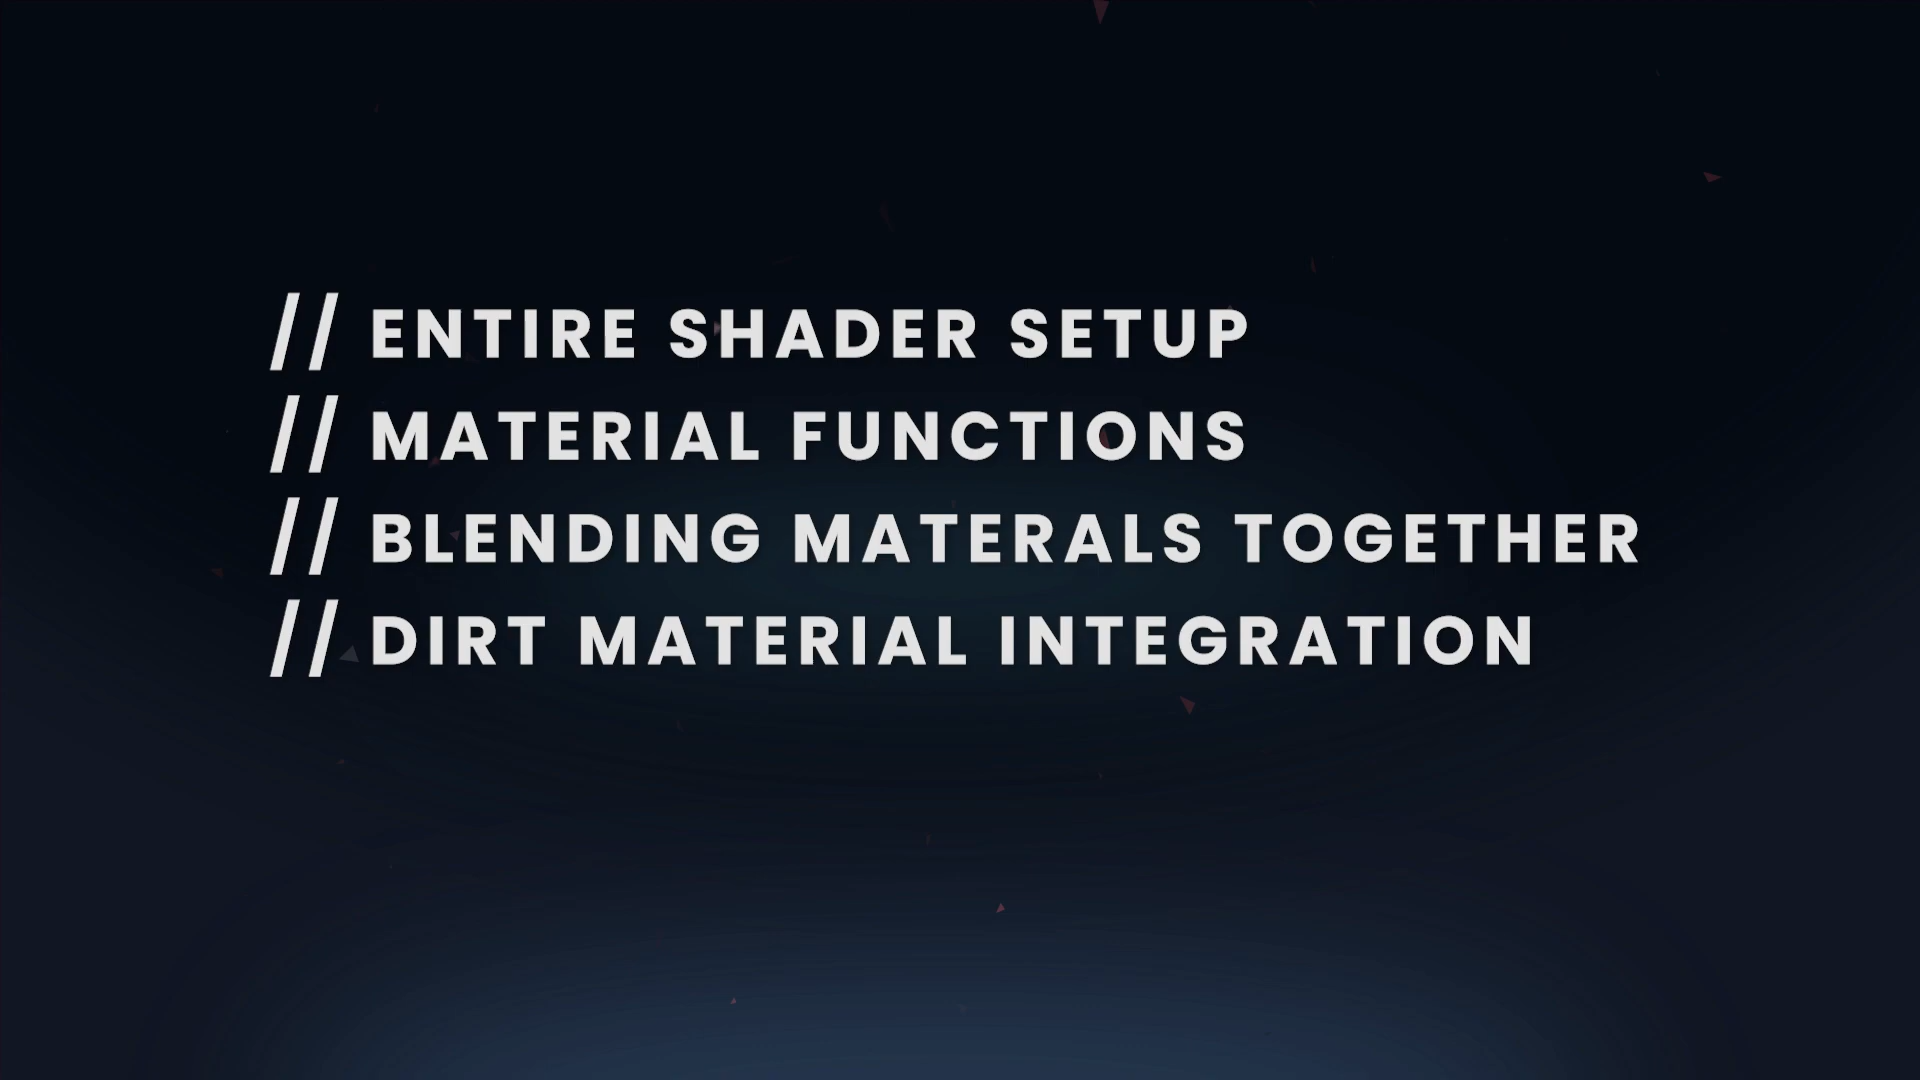 // ENTIRE SHADER SETUP
// MATERIAL FUNCTIONS
// BLENDING MATERALS TOGETHER
// DIRT MATERIAL INTEGRATION